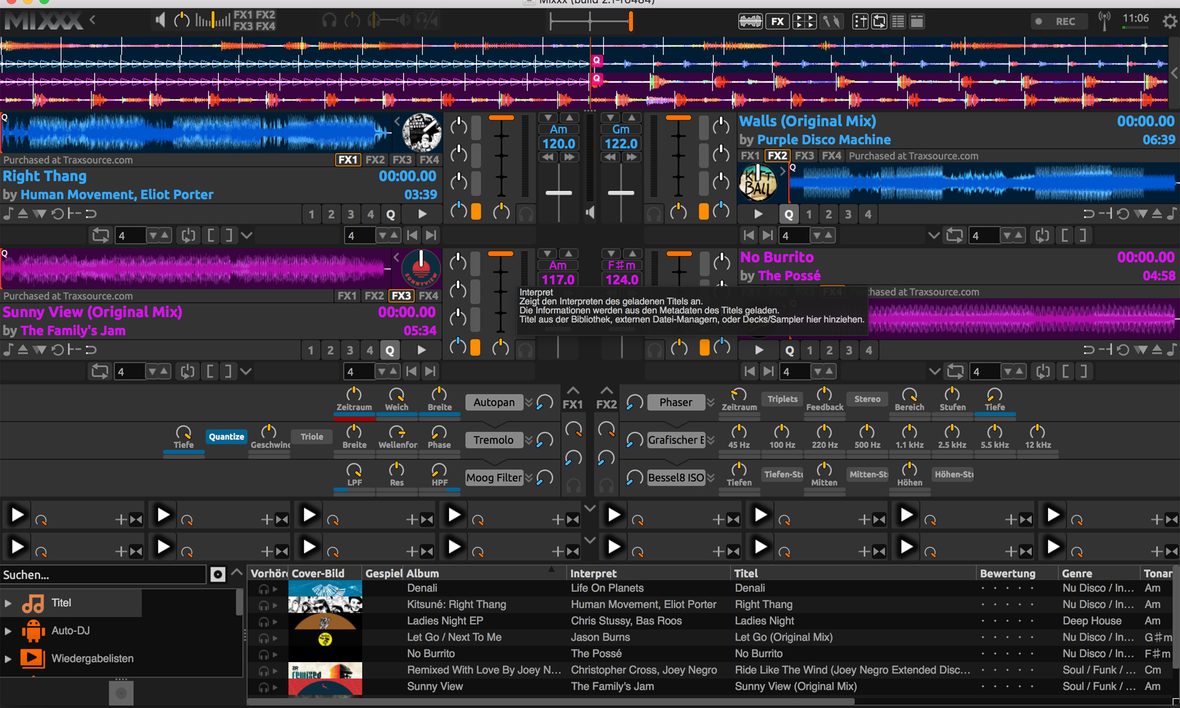 Mixxx (build 2.1-r6484)
MIXXX
FX1 FX2
FX3 FX4
FX
REC
11:06
Q
Q
Q
Purchased at Traxsource.com
FX1 FX2 FX3 FX4
Right Thang 00:00.00
by Human Movement, Eliot Porter 03:39
1 2 3 4 Q
4
4
Am
120.0
Gm
122.0
Walls (Original Mix) 00:00.00
by Purple Disco Machine 06:39
FX1 FX2 FX3 FX4 Purchased at Traxsource.com
Q
Q 1 2 3 4
4
4
Q
Purchased at Traxsource.com
FX1 FX2 FX3 FX4
Sunny View (Original Mix) 00:00.00
by The Family's Jam 05:34
1 2 3 4 Q
4
4
Am
117.0
F♯m
124.0
No Burrito 00:00.00
by The Possé 04:58
Purchased at Traxsource.com
Q 1 2 3 4
4
4
Interpret
Zeigt den Interpreten des geladenen Titels an.
Die Informationen werden aus den Metadaten des Titels geladen.
Titel aus der Bibliothek, externen Datei-Managern, oder Decks/Sampler hier hinziehen.
Zeitraum Weich Breite Autopan FX1
Tiefe Quantize Geschwin Triole Breite Wellenfor Phase Tremolo
LPF Res HPF Moog Filter
FX2 Phaser Zeitraum Triplets Feedback Stereo Bereich Stufen Tiefe
Grafischer E 45 Hz 100 Hz 220 Hz 500 Hz 1.1 kHz 2.5 kHz 5.5 kHz 12 kHz
Bessel8 ISO Tiefen Tiefen-St Mitten Mitten-St Höhen Höhen-St
Suchen...
Titel
Auto-DJ
Wiedergabelisten
Vorhör Cover-Bild Gespiel Album Interpret Titel Bewertung Genre Tonar
Denali Life On Planets Denali Nu Disco / In... Am
Kitsuné: Right Thang Human Movement, Eliot Porter Right Thang Nu Disco / In... Am
Ladies Night EP Chris Stussy, Bas Roos Ladies Night Deep House Am
Let Go / Next To Me Jason Burns Let Go (Original Mix) Nu Disco / In... G♯m
No Burrito The Possé No Burrito Nu Disco / In... F♯m
Remixed With Love By Joey N... Christopher Cross, Joey Negro Ride Like The Wind (Joey Negro Extended Disc... Soul / Funk / ... Cm
Sunny View The Family's Jam Sunny View (Original Mix) Soul / Funk / ... Am